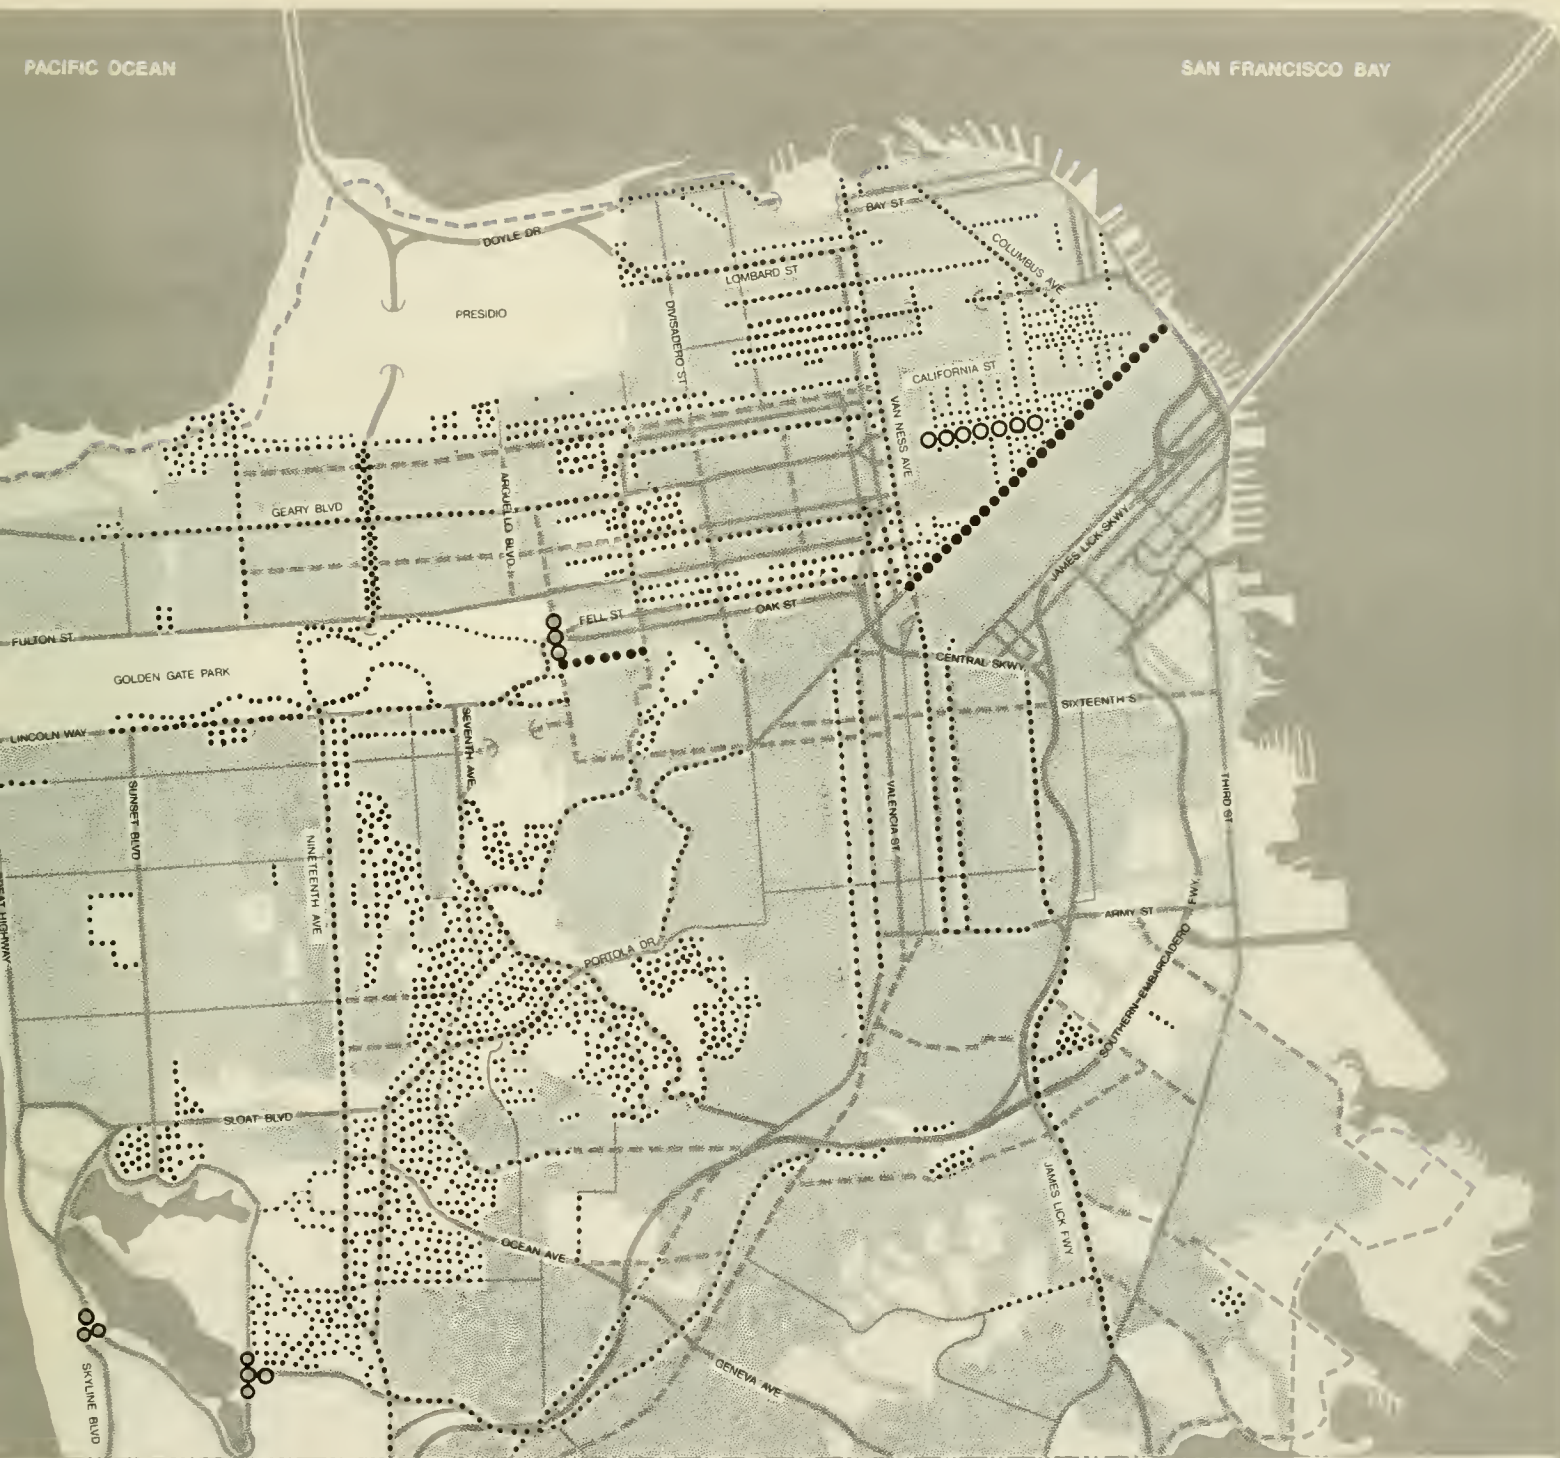 PACIFIC OCEAN
SAN FRANCISCO BAY
BAY ST
DOYLE DR.
COLUMBUS AVE
LOMBARD ST
PRESIDIO
DIVISADERO ST
CALIFORNIA ST
VAN NESS AVE
GEARY BLVD
ARGUELLO BLVD.
JAMES LICK SKWY
FELL ST
OAK ST
FULTON ST.
CENTRAL SKWY
GOLDEN GATE PARK
SIXTEENTH S
LINCOLN WAY
SEVENTH AVE
SUNSET BLVD
VALENCIA ST
THIRD ST
NINETEENTH AVE
EAT HIGHWAY
ARMY ST
PORTOLA DR.
SOUTHERN-EMBARCADERO FWY.
SLOAT BLVD
JAMES LICK FWY
OCEAN AVE
GENEVA AVE
SKYLINE BLVD